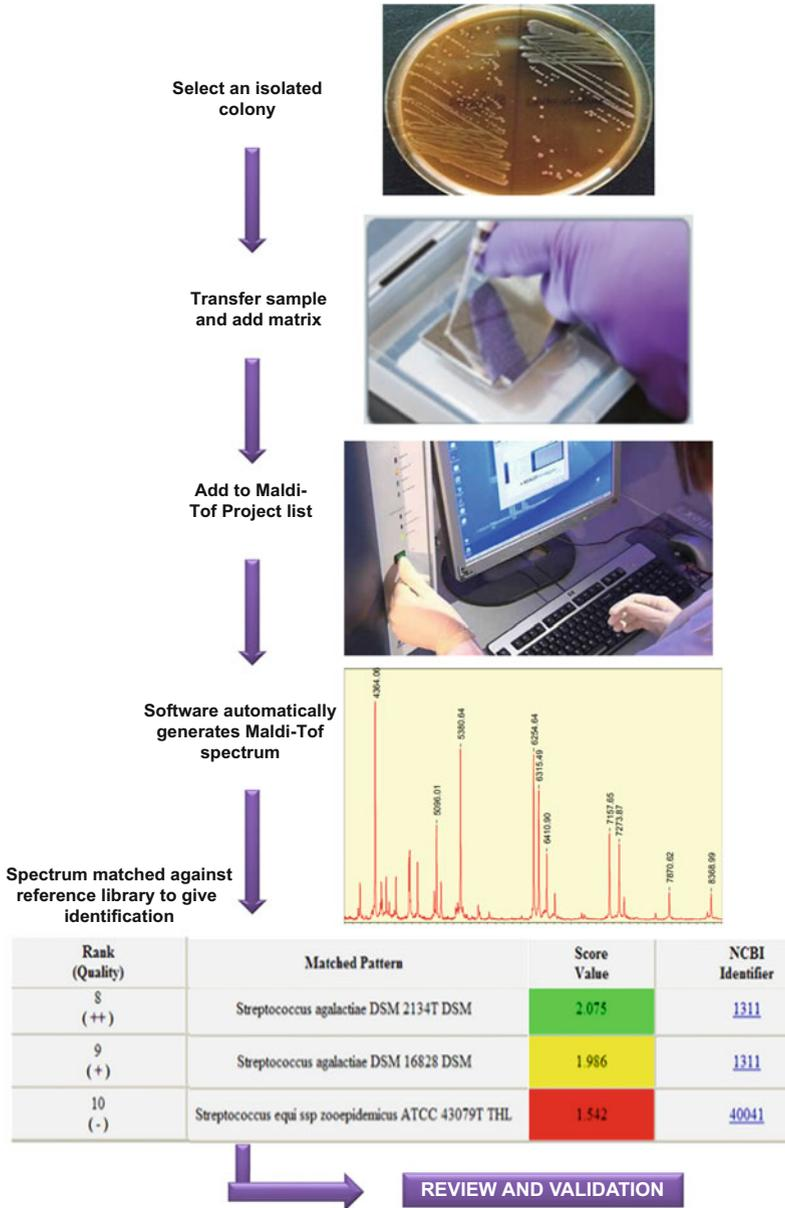 Select an isolated
colony
Transfer sample
and add matrix
Add to Maldi-
Tof Project list
Software automatically
generates Maldi-Tof
spectrum
4364.06
5096.01
5380.64
6254.64
6315.49
6410.90
7157.65
7273.87
7870.62
8368.99
Spectrum matched against
reference library to give
identification
Rank
(Quality)
Matched Pattern
Score
Value
NCBI
Identifier
8
(++)
Streptococcus agalactiae DSM 2134T DSM
2.075
1311
9
(+)
Streptococcus agalactiae DSM 16828 DSM
1.986
1311
10
(-)
Streptococcus equi ssp zooepidemicus ATCC 43079T THL
1.542
40041
REVIEW AND VALIDATION